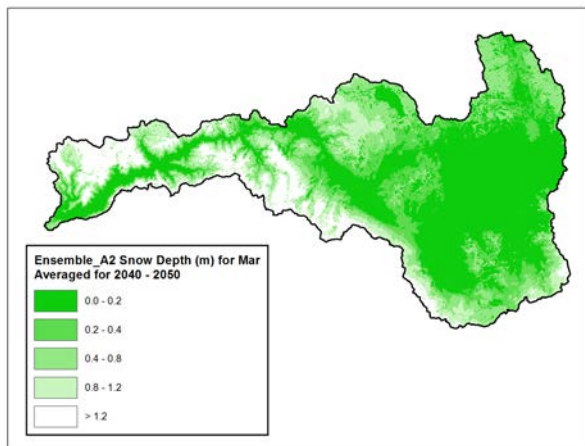 Ensemble_A2 Snow Depth (m) for Mar
Averaged for 2040 - 2050
0.0 - 0.2
0.2 - 0.4
0.4 - 0.8
0.8 - 1.2
> 1.2